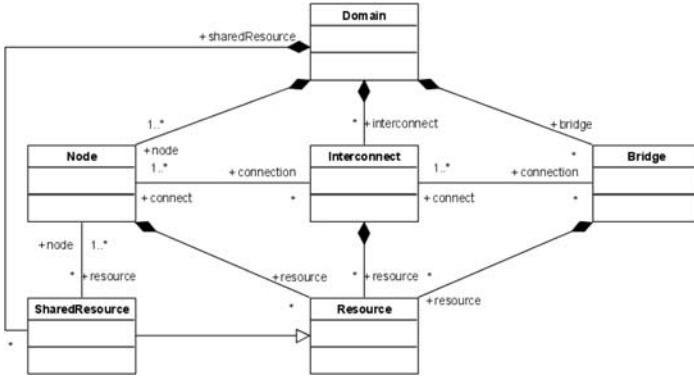 Domain
+sharedResource
1..*
* +interconnect
+bridge
Node
+node
1..*
+connection
Interconnect
1..*
+connection
*
Bridge
+connect
*
+connect
*
+node
1..*
* +resource
+resource
*
* +resource
*
+resource
SharedResource
Resource
*